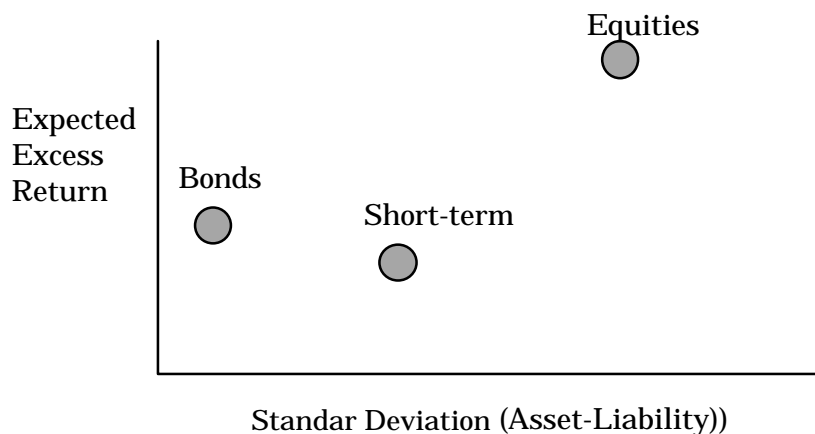 Equities
Expected
Excess
Return
Bonds
Short-term
Standar Deviation (Asset-Liability))